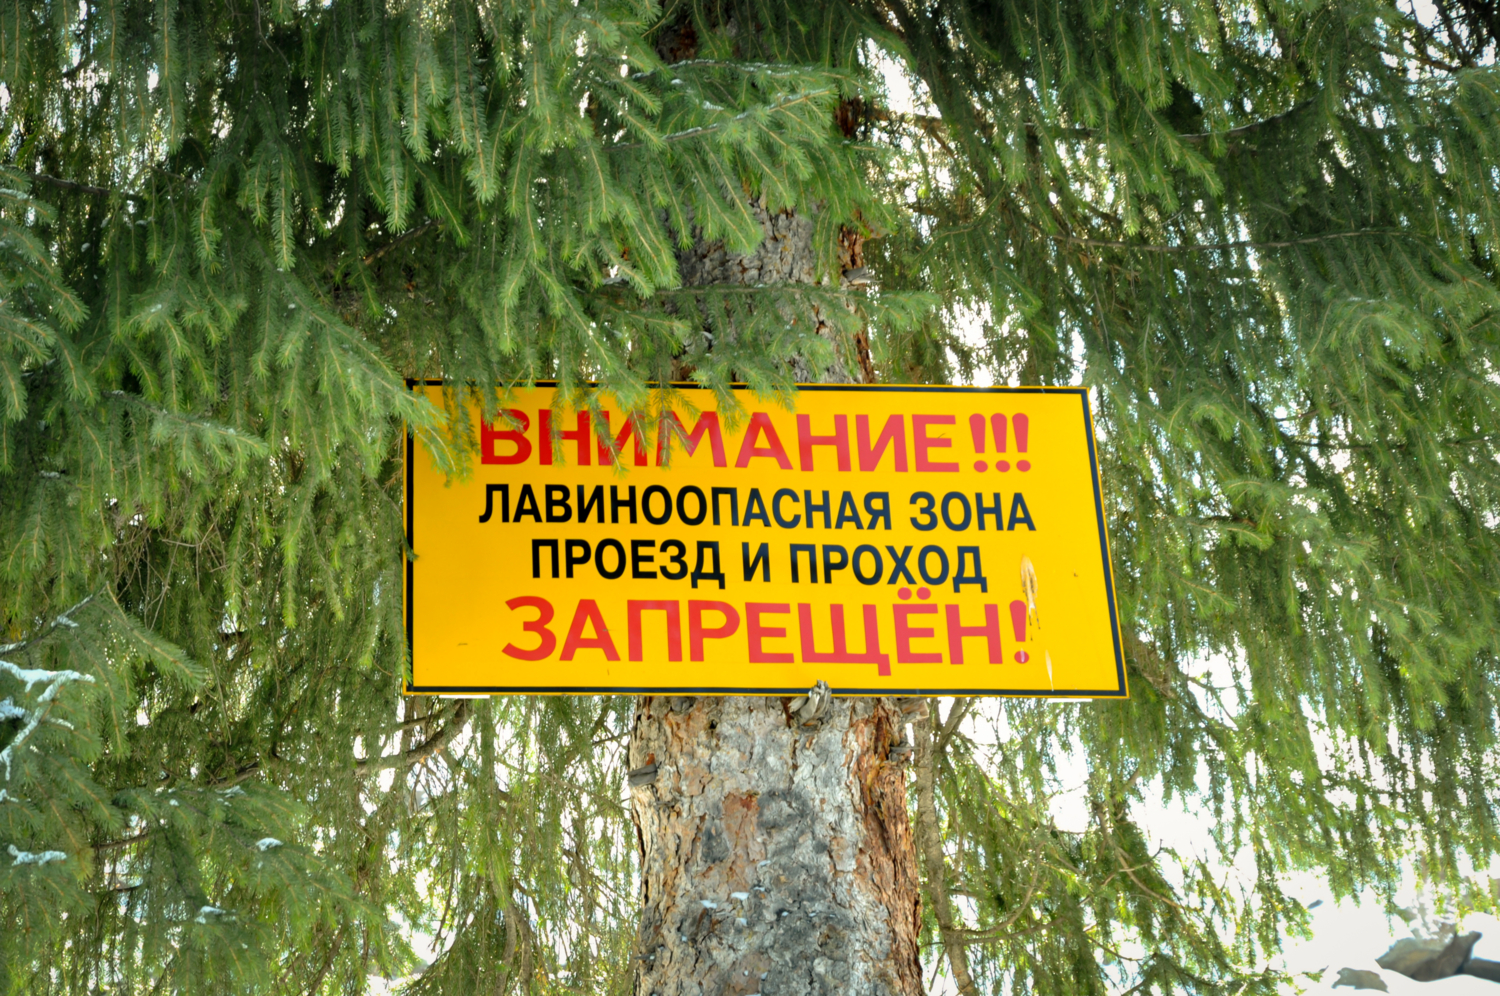 ВНИМАНИЕ!!!
ЛАВИНООПАСНАЯ ЗОНА
ПРОЕЗД И ПРОХОД
ЗАПРЕЩЁН!